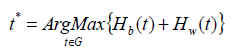 t* = ArgMax{H_b(t) + H_w(t)}
t∈G